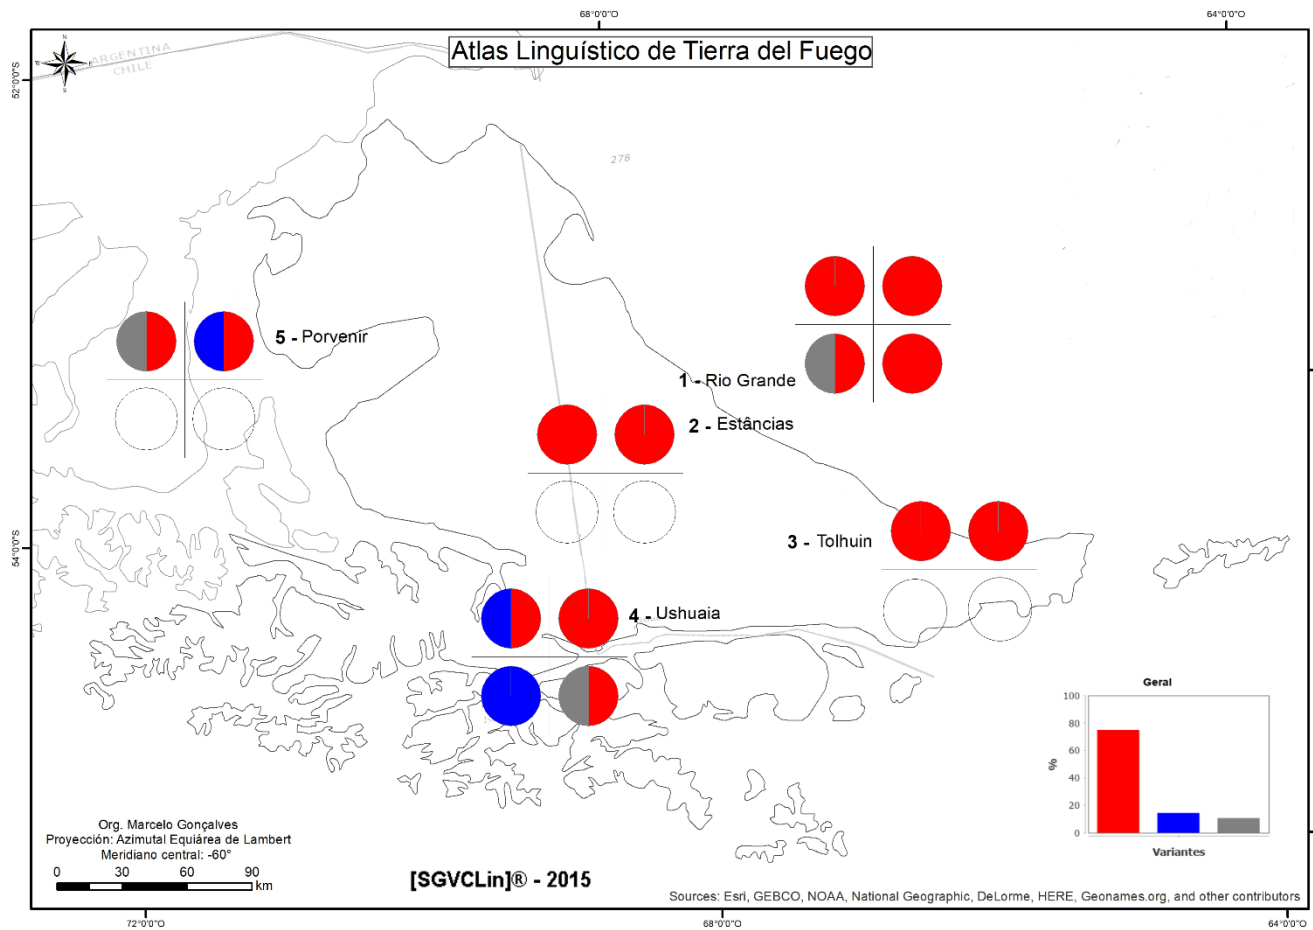 68°0'0"O
64°0'0"O
Atlas Linguístico de Tierra del Fuego
ARGENTINA
CHILE
52°0'0"S
278
5 - Porvenir
1 - Rio Grande
2 - Estâncias
3 - Tolhuin
54°0'0"S
4 - Ushuaia
Geral
100
80
60
40
20
0
%
Variantes
Org. Marcelo Gonçalves
Proyección: Azimutal Equiárea de Lambert
Meridiano central: -60°
0 30 60 90
km
[SGVCLin]® - 2015
Sources: Esri, GEBCO, NOAA, National Geographic, DeLorme, HERE, Geonames.org, and other contributors
72°0'0"O
68°0'0"O
64°0'0"O